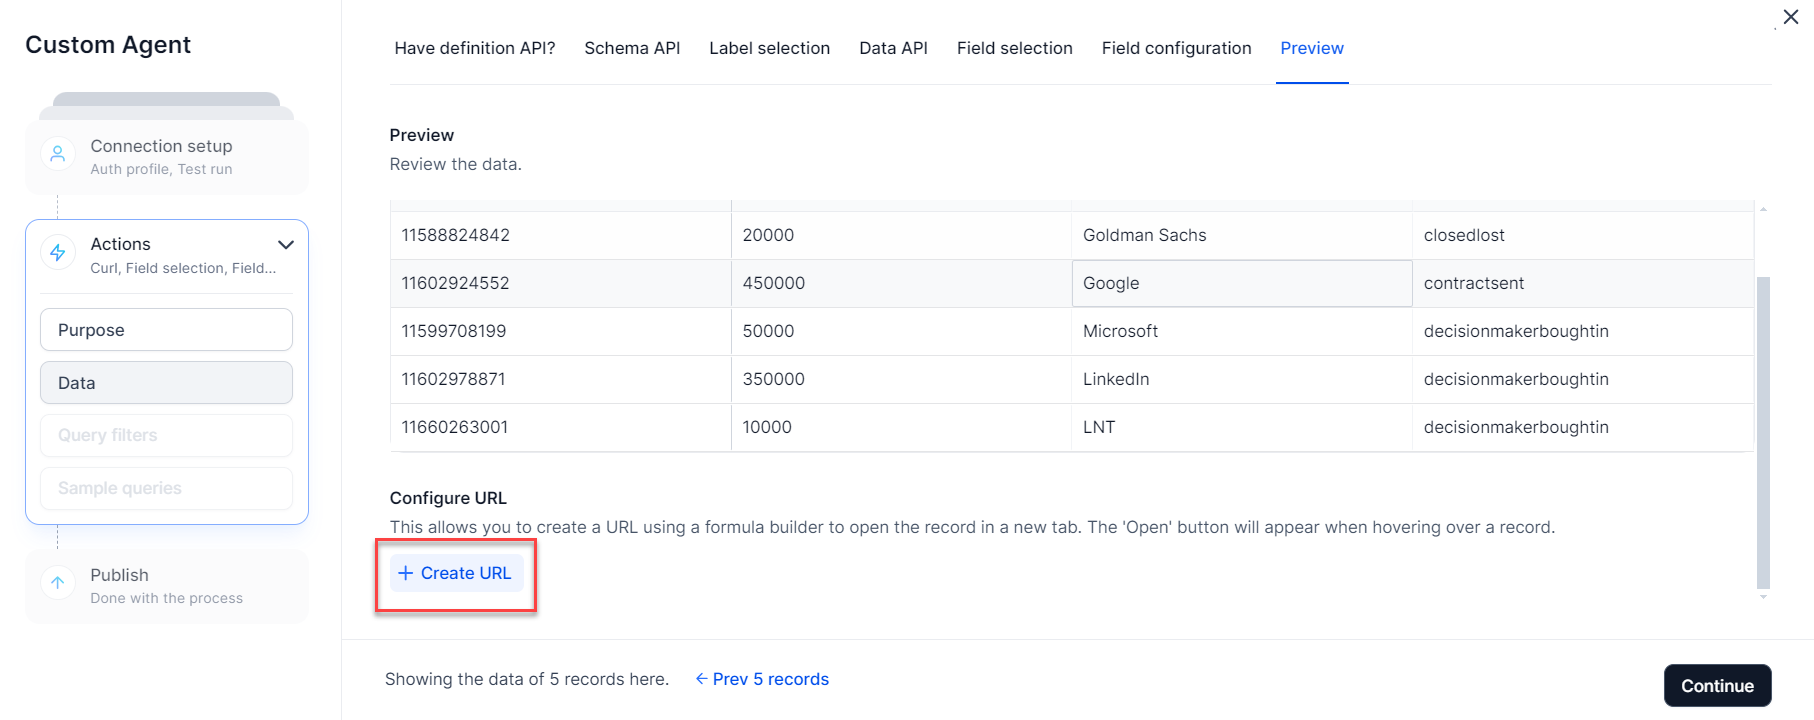 Custom Agent
Connection setup
Auth profile, Test run
Actions
Curl, Field selection, Field...
Purpose
Data
Query filters
Sample queries
Publish
Done with the process
Have definition API? Schema API Label selection Data API Field selection Field configuration Preview
Preview
Review the data.
11588824842 20000 Goldman Sachs closedlost
11602924552 450000 Google contractsent
11599708199 50000 Microsoft decisionmakerboughtin
11602978871 350000 LinkedIn decisionmakerboughtin
11660263001 10000 LNT decisionmakerboughtin
Configure URL
This allows you to create a URL using a formula builder to open the record in a new tab. The 'Open' button will appear when hovering over a record.
+ Create URL
Showing the data of 5 records here. ← Prev 5 records
Continue